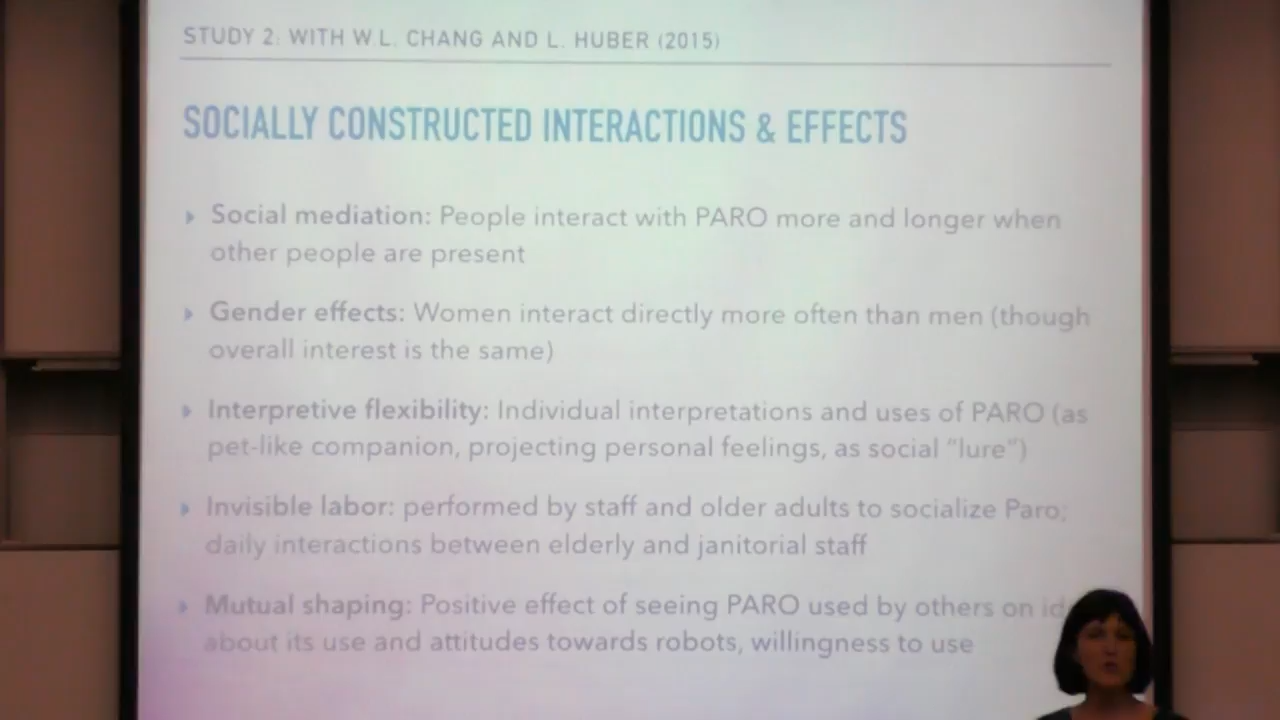 STUDY 2: WITH W.L. CHANG AND L. HUBER (2015)
SOCIALLY CONSTRUCTED INTERACTIONS & EFFECTS
Social mediation: People interact with PARO more and longer when
other people are present
Gender effects: Women interact directly more often than men (though
overall interest is the same)
Interpretive flexibility: Individual interpretations and uses of PARO (as
pet-like companion, projecting personal feelings, as social “lure”)
Invisible labor: performed by staff and older adults to socialize Paro;
daily interactions between elderly and janitorial staff
Mutual shaping: Positive effect of seeing PARO used by others on
about its use and attitudes towards robots, willingness to use